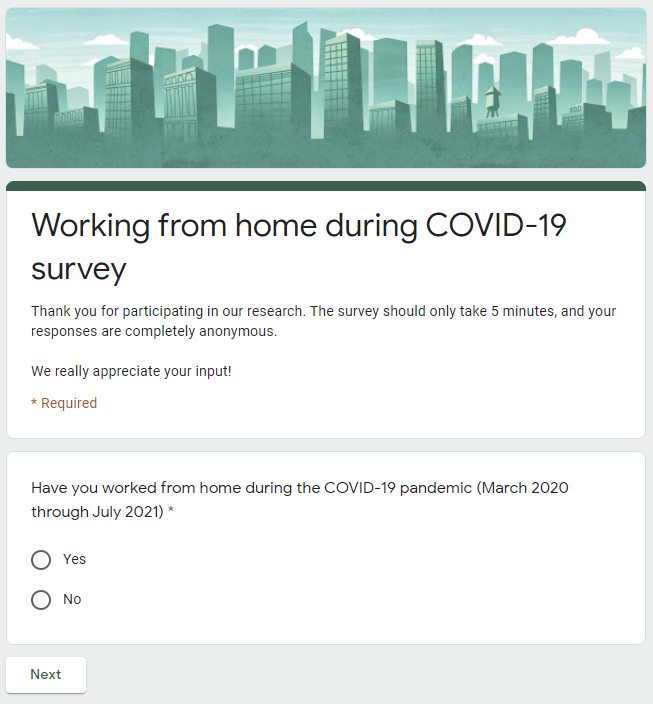 Working from home during COVID-19
survey
Thank you for participating in our research. The survey should only take 5 minutes, and your
responses are completely anonymous.
We really appreciate your input!
* Required
Have you worked from home during the COVID-19 pandemic (March 2020
through July 2021) *
Yes
No
Next